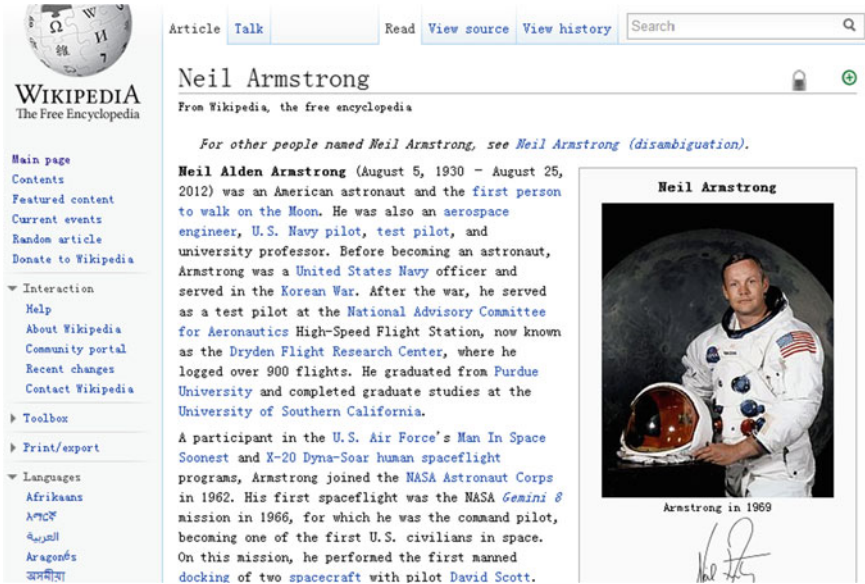 Article Talk Read View source View history Search
WIKIPEDIA
The Free Encyclopedia
Main page
Contents
Featured content
Current events
Random article
Donate to Wikipedia
Interaction
Help
About Wikipedia
Community portal
Recent changes
Contact Wikipedia
Toolbox
Print/export
Languages
Afrikaans
አማርኛ
العربية
Aragonés
অসমীয়া
Neil Armstrong
From Wikipedia, the free encyclopedia
For other people named Neil Armstrong, see Neil Armstrong (disambiguation).
Neil Alden Armstrong (August 5, 1930 – August 25,
2012) was an American astronaut and the first person
to walk on the Moon. He was also an aerospace
engineer, U.S. Navy pilot, test pilot, and
university professor. Before becoming an astronaut,
Armstrong was a United States Navy officer and
served in the Korean War. After the war, he served
as a test pilot at the National Advisory Committee
for Aeronautics High-Speed Flight Station, now known
as the Dryden Flight Research Center, where he
logged over 900 flights. He graduated from Purdue
University and completed graduate studies at the
University of Southern California.
A participant in the U.S. Air Force's Man In Space
Soonest and X-20 Dyna-Soar human spaceflight
programs, Armstrong joined the NASA Astronaut Corps
in 1962. His first spaceflight was the NASA Gemini 8
mission in 1966, for which he was the command pilot,
becoming one of the first U.S. civilians in space.
On this mission, he performed the first manned
docking of two spacecraft with pilot David Scott.
Neil Armstrong
NASA
Armstrong in 1969